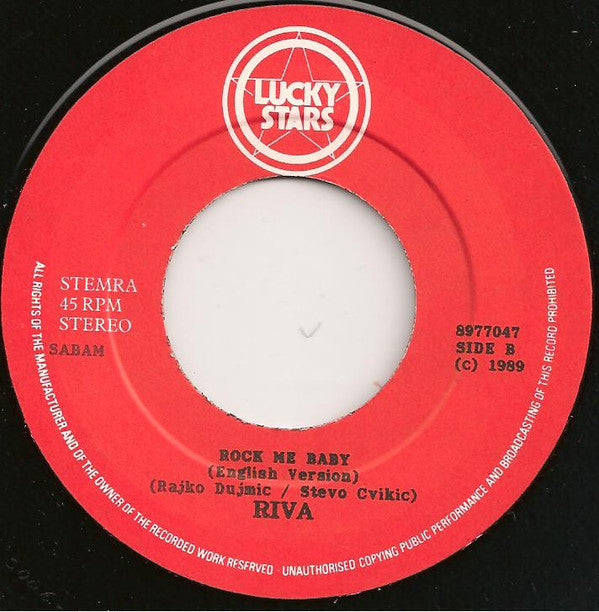 LUCKY
STARS
STEMRA
45 RPM
STEREO
SABAM
8977047
SIDE B
(c) 1989
ROCK ME BABY
(English Version)
(Rajko Dujmic / Stevo Cvikic)
RIVA
ALL RIGHTS OF THE MANUFACTURER AND OF THE OWNER OF THE RECORDED WORK RESERVED · UNAUTHORISED COPYING PUBLIC PERFORMANCE AND BROADCASTING OF THIS RECORD PROHIBITED